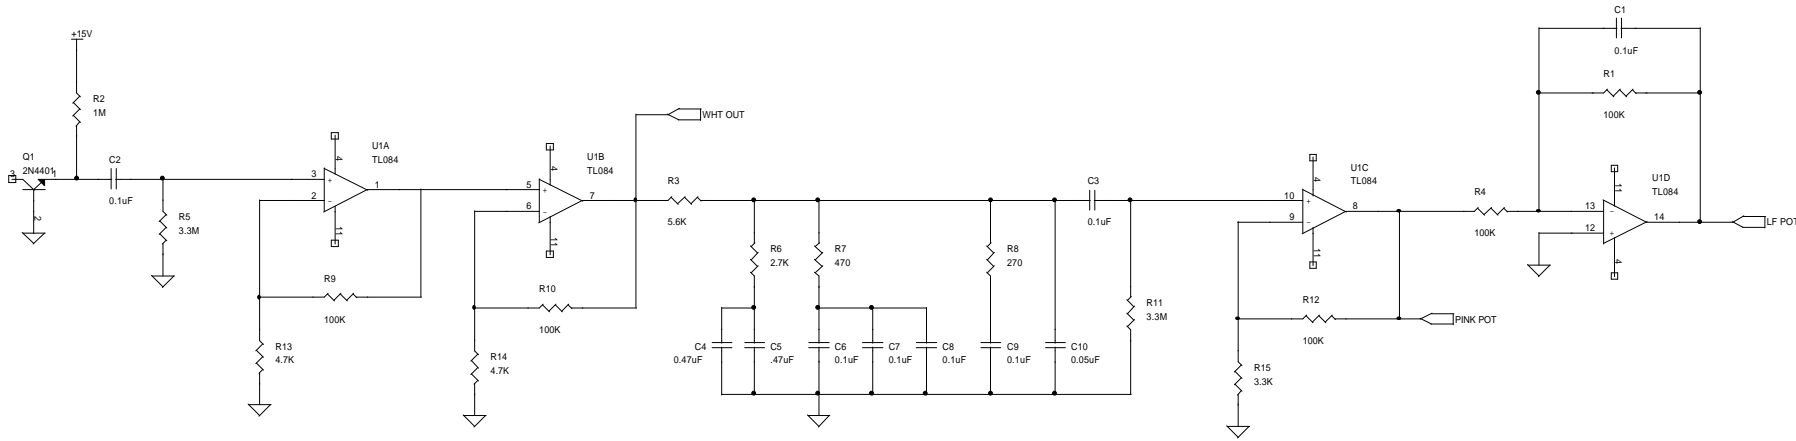 +15V
R2
1M
Q1
2N4401
3
1
2
C2
0.1uF
R5
3.3M
U1A
TL084
3
2
1
4
11
+
-
R9
100K
R13
4.7K
U1B
TL084
5
6
7
4
11
+
-
R10
100K
R14
4.7K
WHT OUT
R3
5.6K
R6
2.7K
R7
470
C4
0.47uF
C5
.47uF
C6
0.1uF
C7
0.1uF
C8
0.1uF
R8
270
C9
0.1uF
C10
0.05uF
C3
0.1uF
R11
3.3M
U1C
TL084
10
9
8
4
11
+
-
R12
100K
R15
3.3K
PINK POT
R4
100K
C1
0.1uF
R1
100K
U1D
TL084
13
12
14
11
4
-
+
LF POT